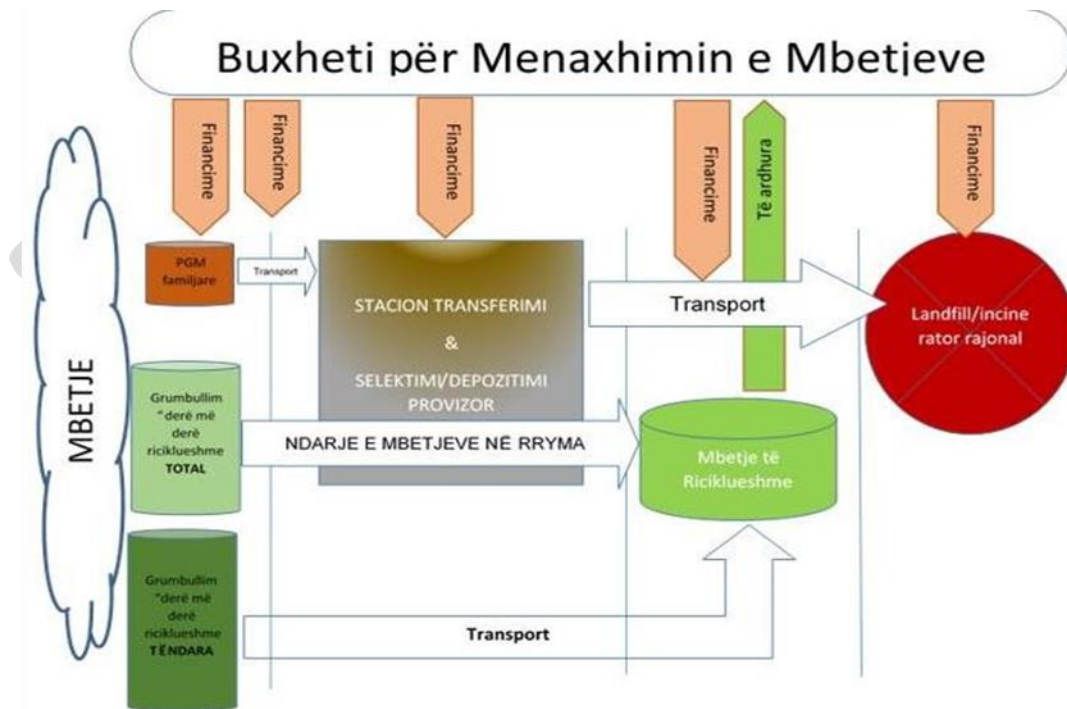 Buxheti për Menaxhimin e Mbetjeve
Financime
Financime
Financime
Financime
Të ardhura
Financime
MBETJE
PGM
familjare
Transport
STACION TRANSFERIMI
&
SELEKTIMI/DEPOZITIMI
PROVIZOR
Transport
Landfill/incine
rator rajonal
Grumbullim
"derë më
derë
riciklueshme
TOTAL
NDARJE E MBETJEVE NË RRYMA
Mbetje të
Riciklueshme
Grumbullim
"derë më
derë
riciklueshme
TËNDARA
Transport